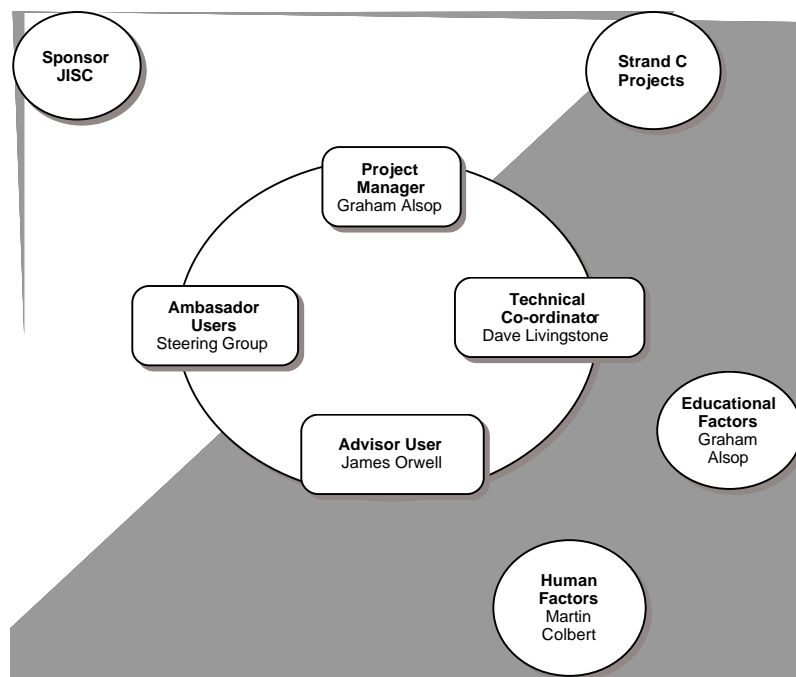 Sponsor
JISC
Strand C
Projects
Project
Manager
Graham Alsop
Ambasador
Users
Steering Group
Technical
Co-ordinator
Dave Livingstone
Educational
Factors
Graham
Alsop
Advisor User
James Orwell
Human
Factors
Martin
Colbert